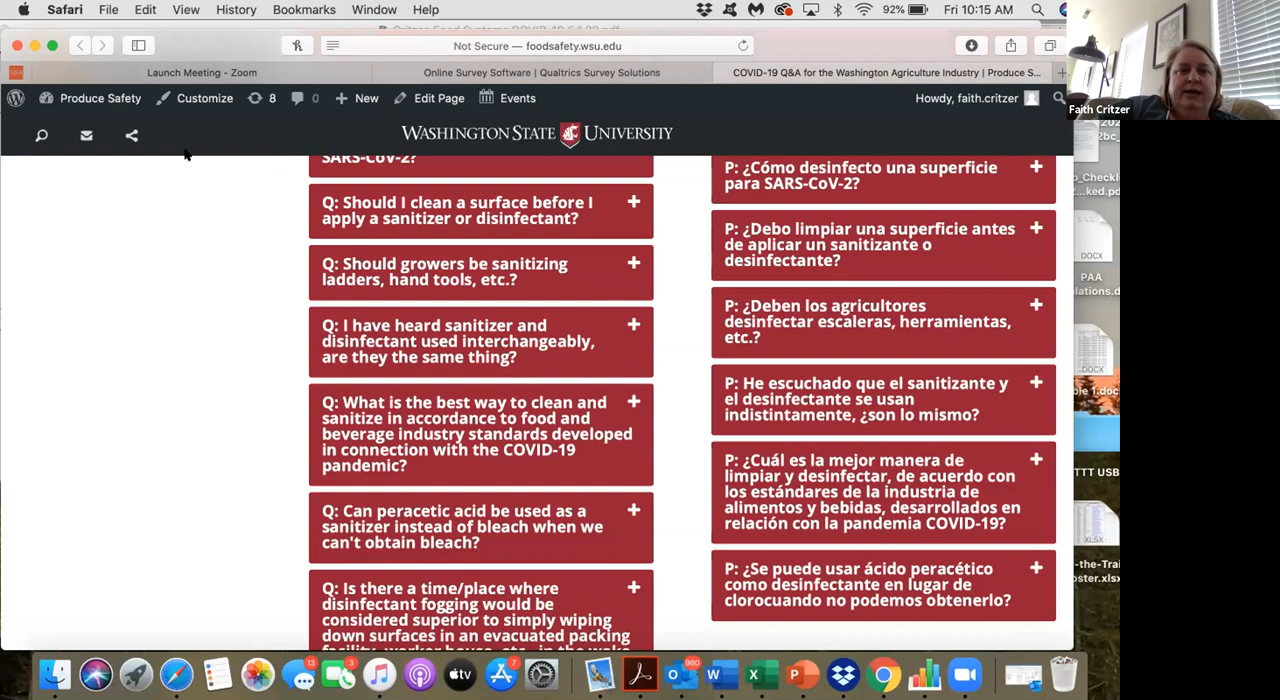 Safari File Edit View History Bookmarks Window Help 92% Fri 10:15 AM
Not Secure — foodsafety.wsu.edu
Launch Meeting - Zoom
Online Survey Software | Qualtrics Survey Solutions
COVID-19 Q&A for the Washington Agriculture Industry | Produce S...
Produce Safety Customize 8 0 New Edit Page Events Howdy, faith.critzer
WASHINGTON STATE UNIVERSITY
SARS-CoV-2?
Q: Should I clean a surface before I
apply a sanitizer or disinfectant?
Q: Should growers be sanitizing
ladders, hand tools, etc.?
Q: I have heard sanitizer and
disinfectant used interchangeably,
are they the same thing?
Q: What is the best way to clean and
sanitize in accordance to food and
beverage industry standards developed
in connection with the COVID-19
pandemic?
Q: Can peracetic acid be used as a
sanitizer instead of bleach when we
can't obtain bleach?
Q: Is there a time/place where
disinfectant fogging would be
considered superior to simply wiping
down surfaces in an evacuated packing
P: ¿Cómo desinfecto una superficie
para SARS-CoV-2?
P: ¿Debo limpiar una superficie antes
de aplicar un sanitizante o
desinfectante?
P: ¿Deben los agricultores
desinfectar escaleras, herramientas,
etc.?
P: He escuchado que el sanitizante y
el desinfectante se usan
indistintamente, ¿son lo mismo?
P: ¿Cuál es la mejor manera de
limpiar y desinfectar, de acuerdo con
los estándares de la industria de
alimentos y bebidas, desarrollados en
relación con la pandemia COVID-19?
P: ¿Se puede usar ácido peracético
como desinfectante en lugar de
clorocuando no podemos obtenerlo?
Faith Critzer
DOCX
PAA
DOCX
TTT USB
XLSX
13 3 7 980
tv